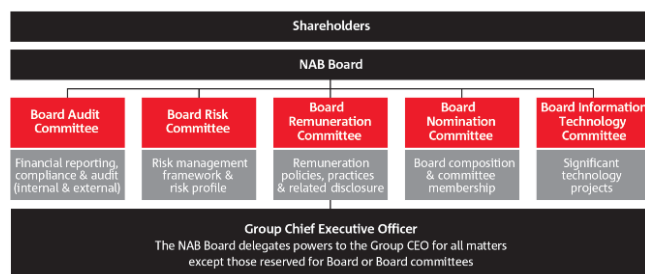 Shareholders
NAB Board
Board Audit
Committee
Board Risk
Committee
Board
Remuneration
Committee
Board
Nomination
Committee
Board Information
Technology
Committee
Financial reporting,
compliance & audit
(internal & external)
Risk management
framework &
risk profile
Remuneration
policies, practices
& related disclosure
Board composition
& committee
membership
Significant
technology
projects
Group Chief Executive Officer
The NAB Board delegates powers to the Group CEO for all matters
except those reserved for Board or Board committees